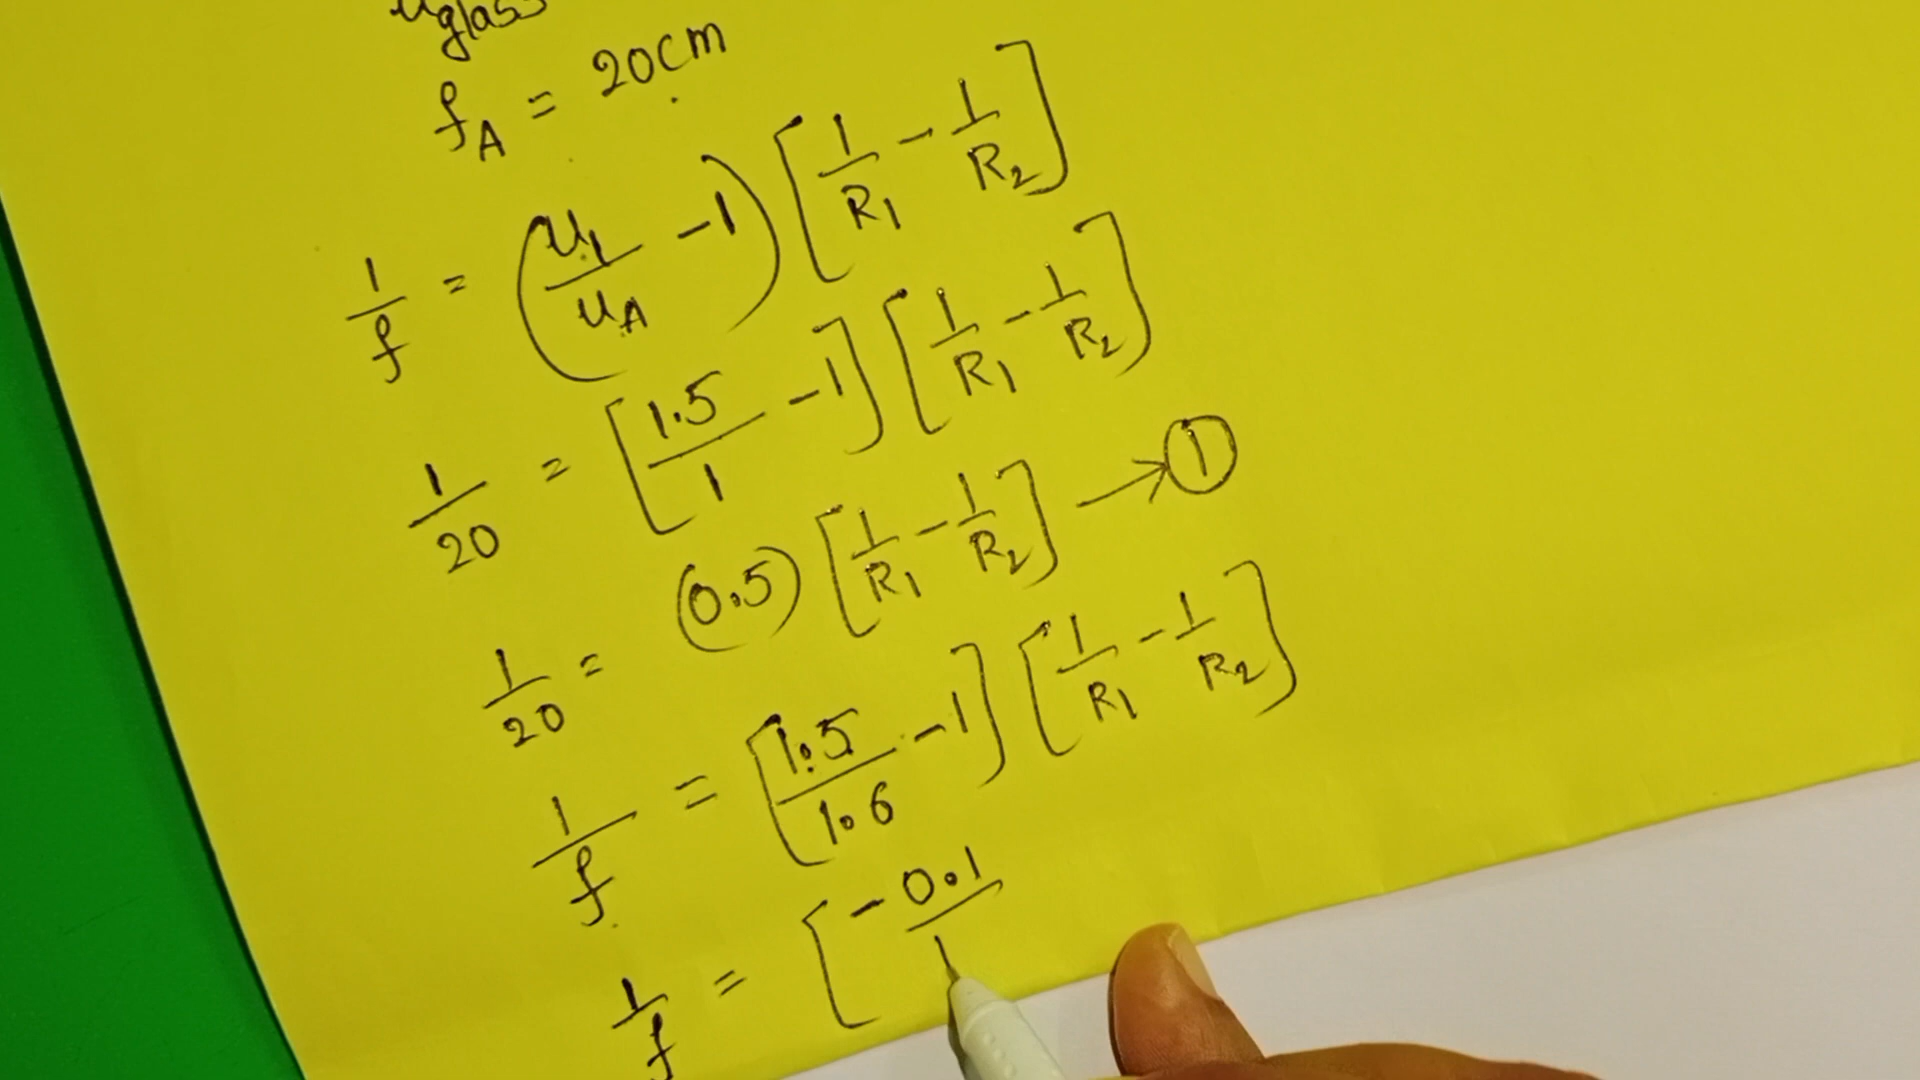 μglass
f_A = 20cm
1/f = (μ_1/μ_A - 1) [1/R_1 - 1/R_2]
1/20 = [1.5/1 - 1] [1/R_1 - 1/R_2]
1/20 = (0.5) [1/R_1 - 1/R_2] → ①
1/f = [1.5/1.6 - 1] [1/R_1 - 1/R_2]
1/f = [-0.1/1